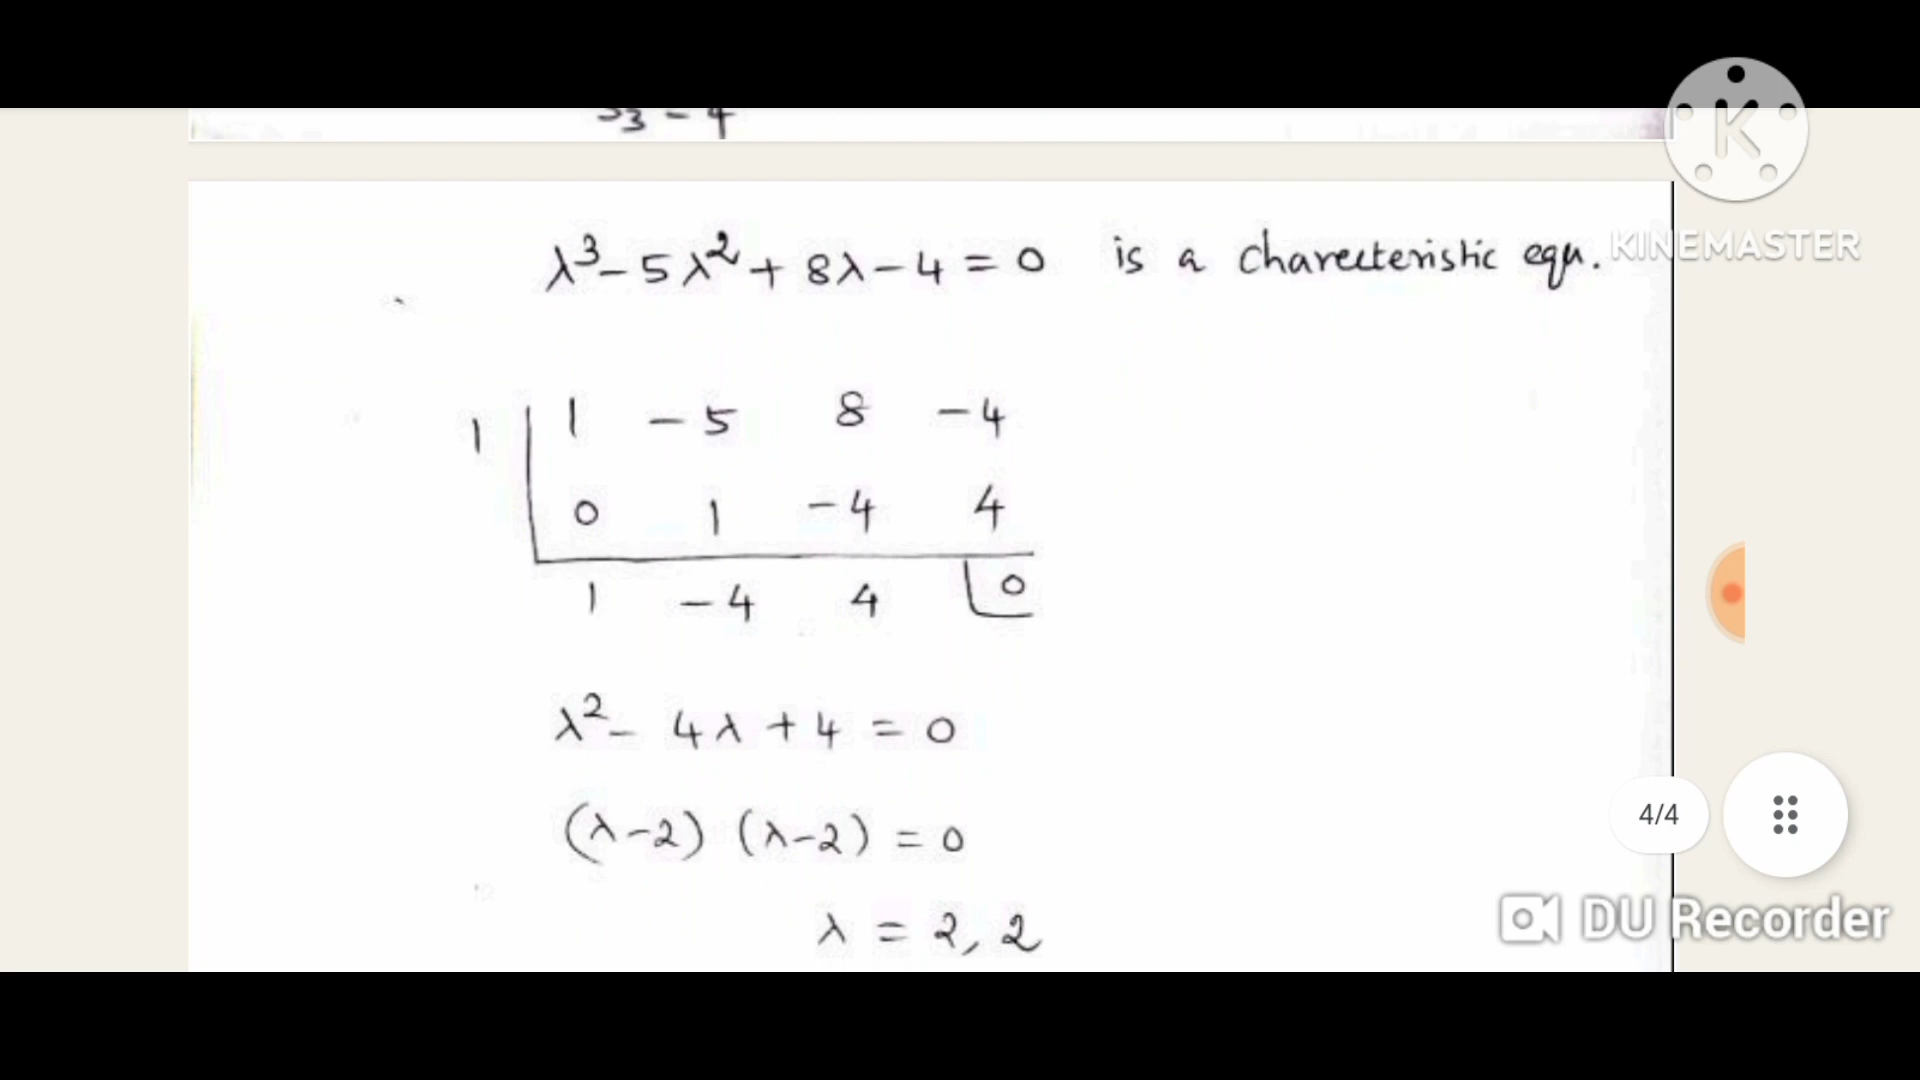 λ³ - 5λ² + 8λ - 4 = 0 is a charecteristic equ.
KINEMASTER
1 | 1 - 5 8 - 4
0 1 - 4 4
1 - 4 4 0
λ² - 4λ + 4 = 0
(λ-2) (λ-2) = 0
4/4
λ = 2, 2
DU Recorder